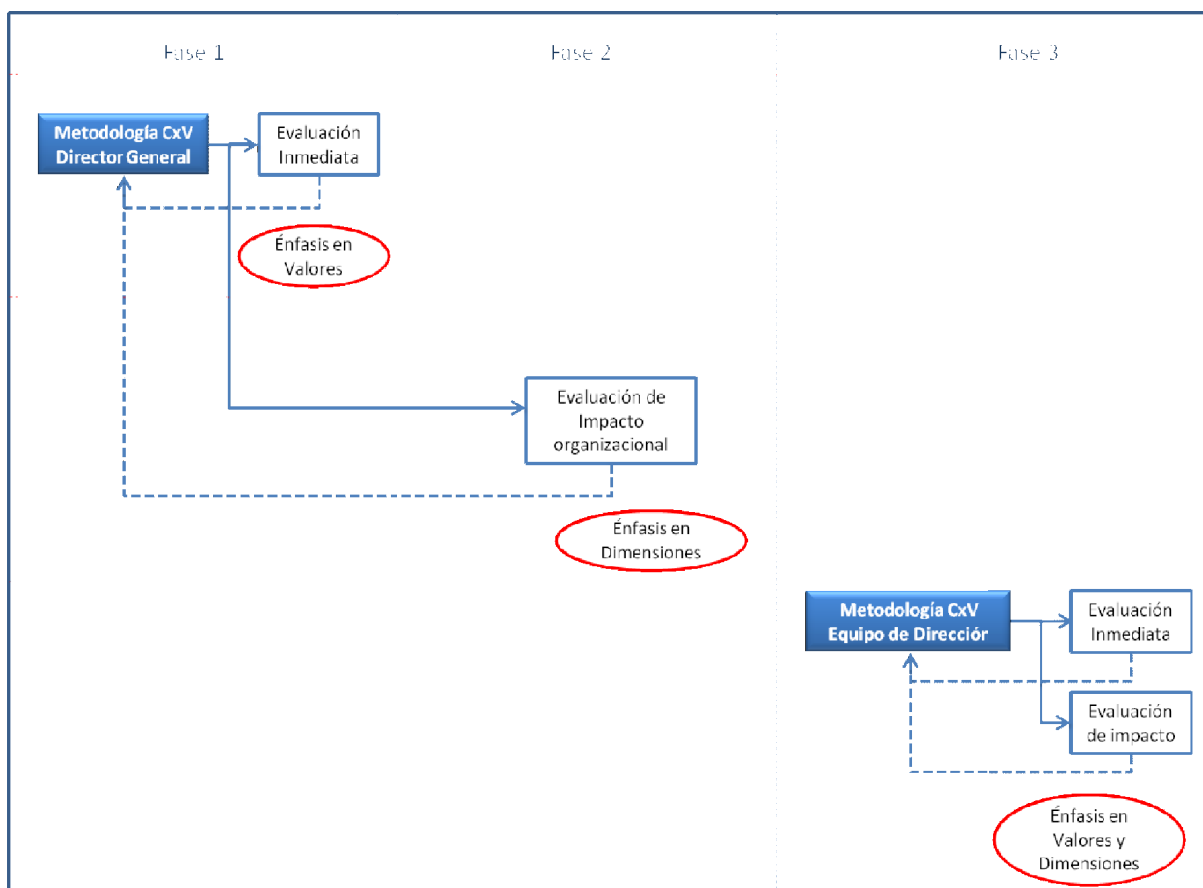 Fase 1
Fase 2
Fase 3
Metodología CxV
Director General
Evaluación
Inmediata
Énfasis en
Valores
Evaluación de
Impacto
organizacional
Énfasis en
Dimensiones
Metodología CxV
Equipo de Dirección
Evaluación
Inmediata
Evaluación
de impacto
Énfasis en
Valores y
Dimensiones